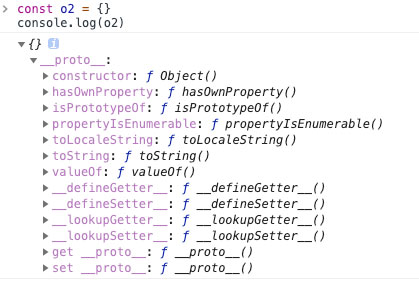 const o2 = {}
console.log(o2)
{} i
__proto__:
constructor: ƒ Object()
hasOwnProperty: ƒ hasOwnProperty()
isPrototypeOf: ƒ isPrototypeOf()
propertyIsEnumerable: ƒ propertyIsEnumerable()
toLocaleString: ƒ toLocaleString()
toString: ƒ toString()
valueOf: ƒ valueOf()
__defineGetter__: ƒ __defineGetter__()
__defineSetter__: ƒ __defineSetter__()
__lookupGetter__: ƒ __lookupGetter__()
__lookupSetter__: ƒ __lookupSetter__()
get __proto__: ƒ __proto__()
set __proto__: ƒ __proto__()